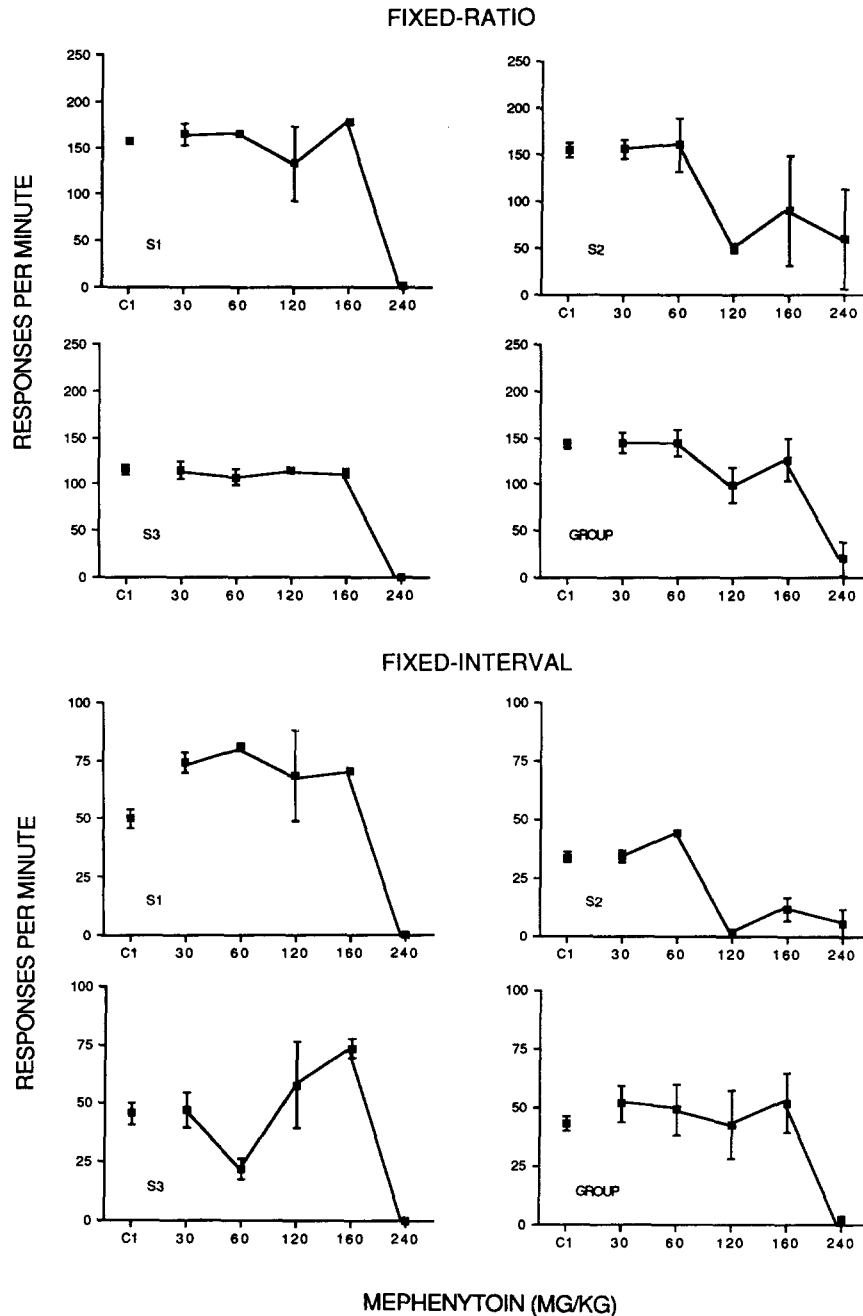 FIXED-RATIO
RESPONSES PER MINUTE
250
200
150
100
50
0
S1
C1 30 60 120 160 240
250
200
150
100
50
0
S2
C1 30 60 120 160 240
250
200
150
100
50
0
S3
C1 30 60 120 160 240
250
200
150
100
50
0
GROUP
C1 30 60 120 160 240
FIXED-INTERVAL
RESPONSES PER MINUTE
100
75
50
25
0
S1
C1 30 60 120 160 240
100
75
50
25
0
S2
C1 30 60 120 160 240
100
75
50
25
0
S3
C1 30 60 120 160 240
100
75
50
25
0
GROUP
C1 30 60 120 160 240
MEPHENYTOIN (MG/KG)